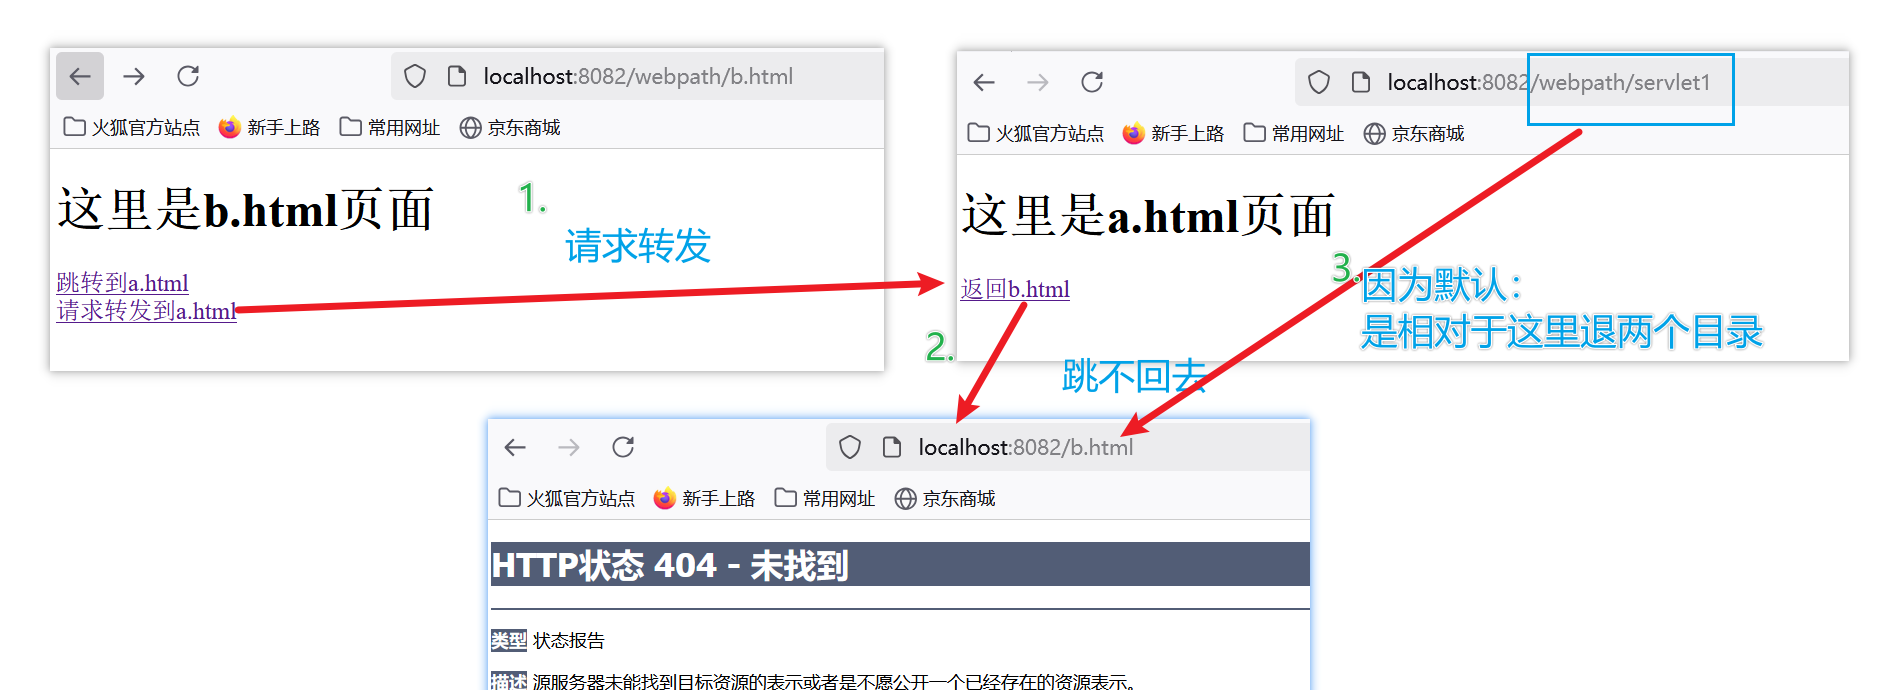 localhost:8082/webpath/b.html
火狐官方站点 新手上路 常用网址 京东商城
这里是b.html页面
跳转到a.html
请求转发到a.html
1.
请求转发
localhost:8082/webpath/servlet1
火狐官方站点 新手上路 常用网址 京东商城
这里是a.html页面
返回b.html
3.
因为默认：
是相对于这里退两个目录
2.
跳不回去
localhost:8082/b.html
火狐官方站点 新手上路 常用网址 京东商城
HTTP状态 404 - 未找到
类型 状态报告
描述 源服务器未能找到目标资源的表示或者是不愿公开一个已经存在的资源表示。